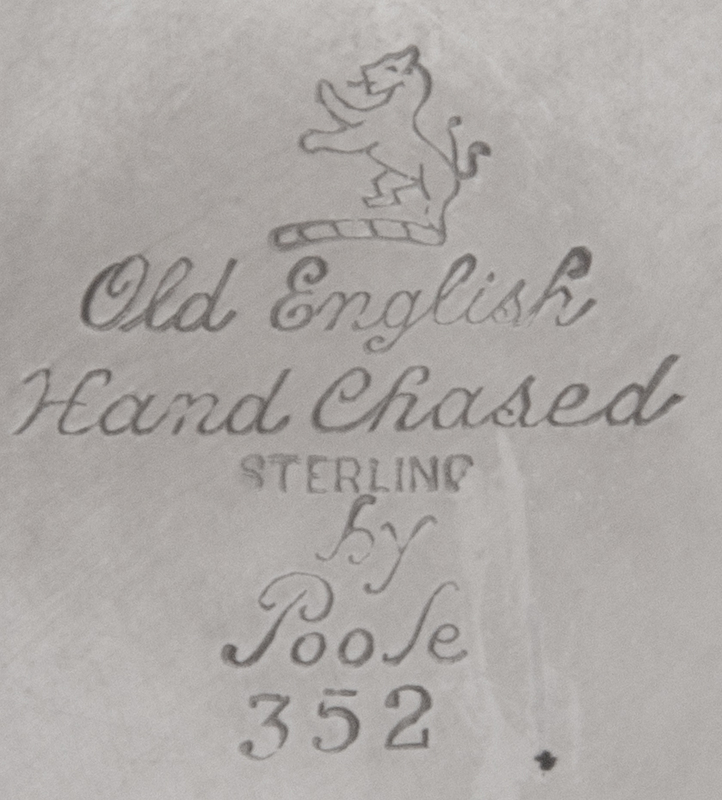 Old English
Hand Chased
STERLING
by
Poole
352